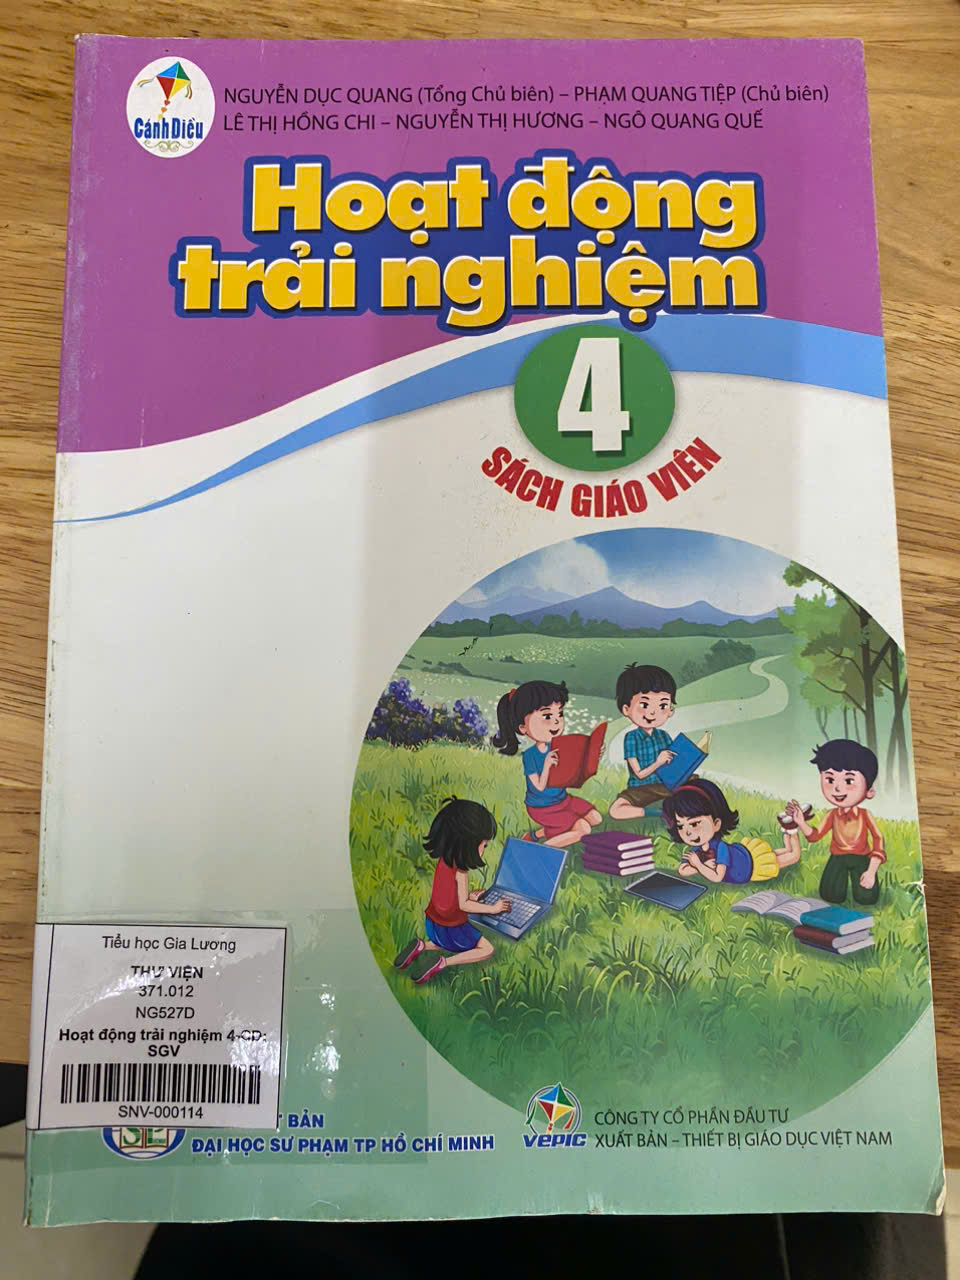 Cánh Diều
NGUYỄN DỤC QUANG (Tổng Chủ biên) – PHẠM QUANG TIỆP (Chủ biên)
LÊ THỊ HỒNG CHI – NGUYỄN THỊ HƯƠNG – NGÔ QUANG QUẾ
Hoạt động
trải nghiệm
4
SÁCH GIÁO VIÊN
Tiểu học Gia Lương
THƯ VIỆN
371.012
NG527D
Hoạt động trải nghiệm 4-CD:
SGV
SNV-000114
BẢN
ĐẠI HỌC SƯ PHẠM TP HỒ CHÍ MINH
VEPIC
CÔNG TY CỔ PHẦN ĐẦU TƯ
XUẤT BẢN – THIẾT BỊ GIÁO DỤC VIỆT NAM